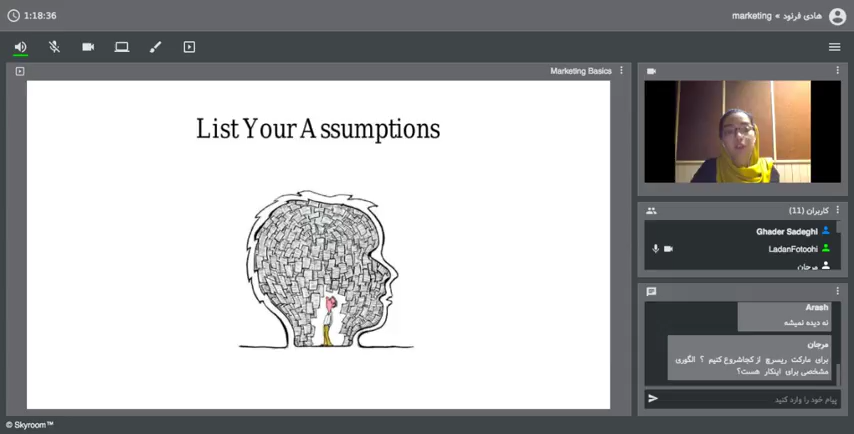 1:18:36
هادی فرنود » marketing
Marketing Basics
List Your Assumptions
کاربران (11)
Ghader Sadeghi
LadanFotoohi
مرجان
Arash
نه دیده نمیشه
مرجان
برای مارکت ریسرچ از کجاشروع کنیم ؟ الگوری
مشخصی برای اینکار هست؟
پیام خود را وارد کنید
© Skyroom™